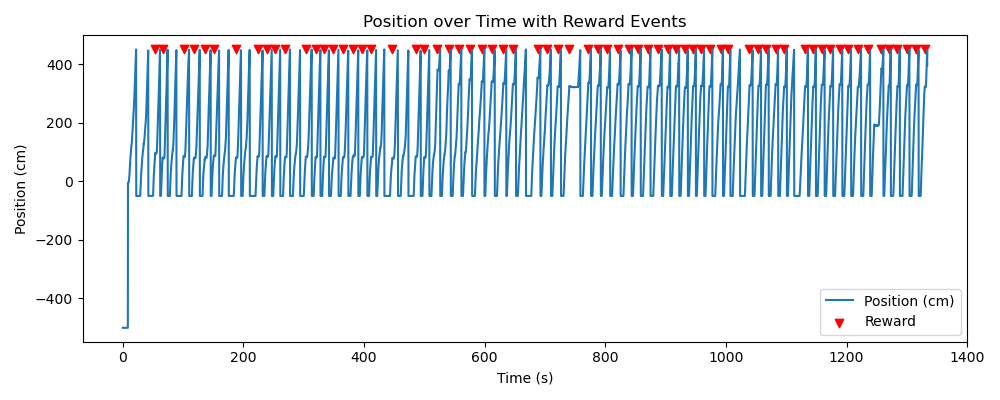 Position over Time with Reward Events
Position (cm)
400
200
0
−200
−400
0
200
400
600
800
1000
1200
1400
Time (s)
Position (cm)
Reward